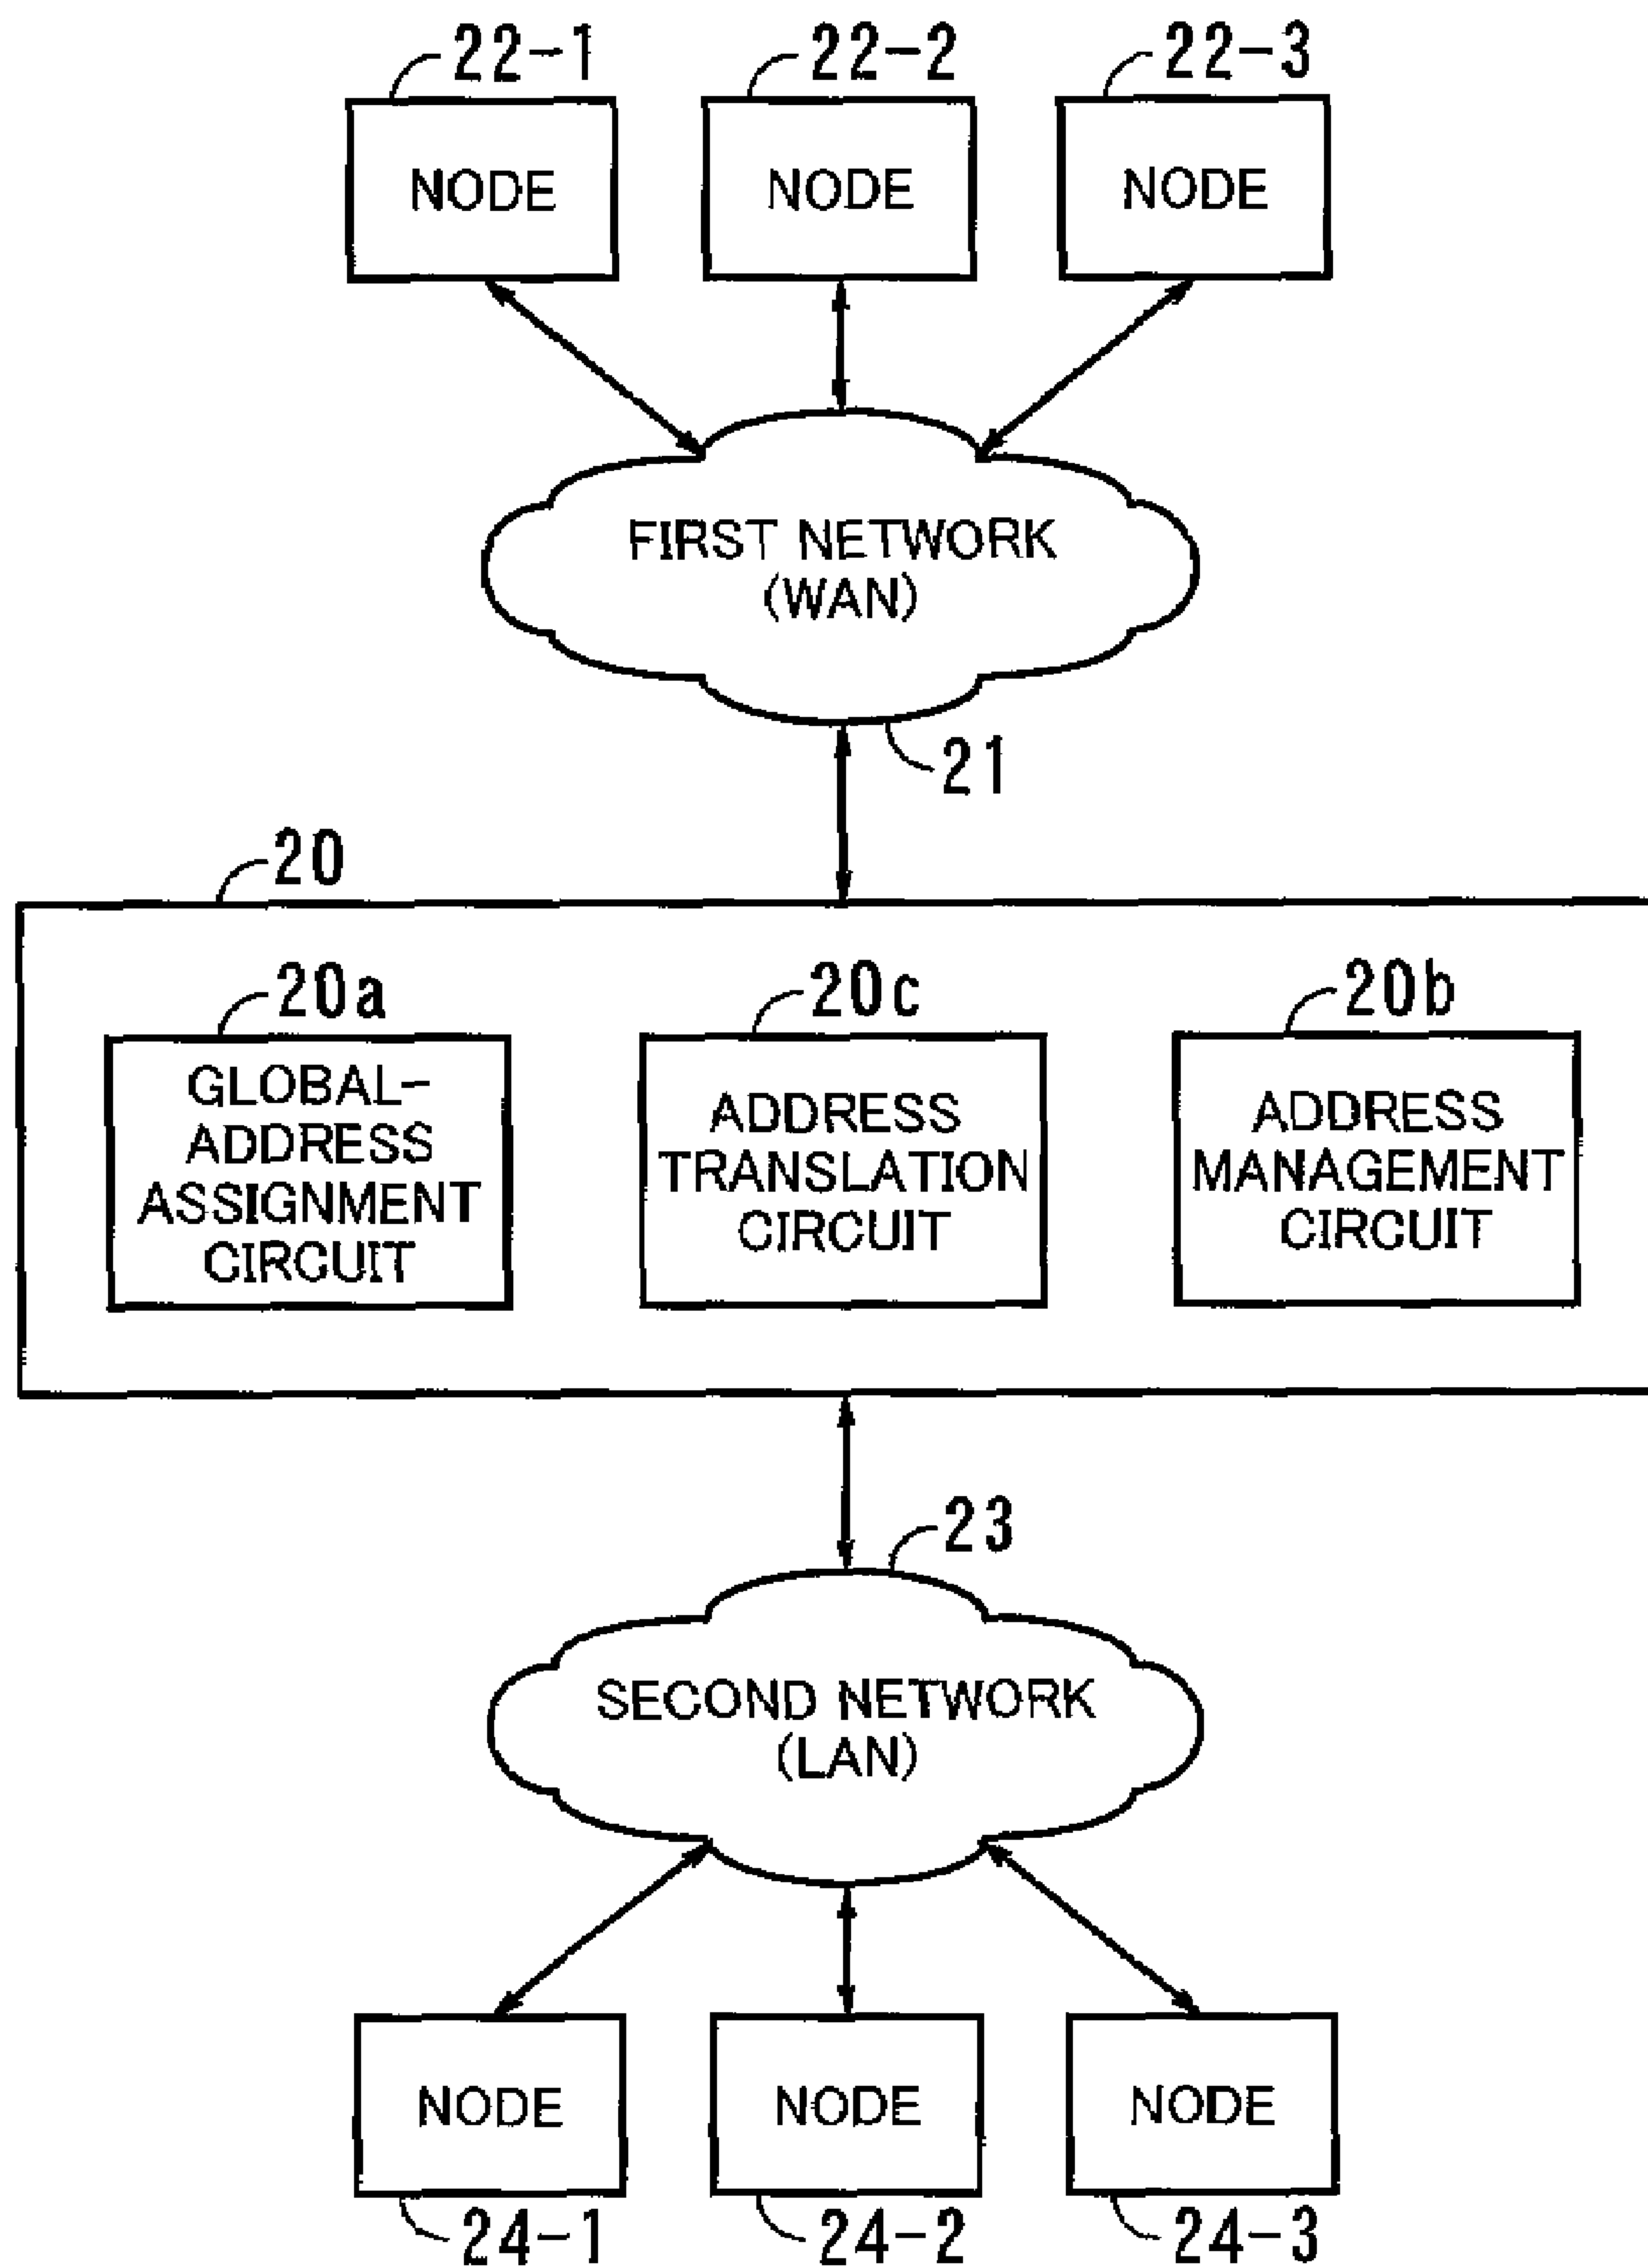 22-1
22-2
22-3
NODE
NODE
NODE
FIRST NETWORK
(WAN)
21
20
20a
20c
20b
GLOBAL-
ADDRESS
ASSIGNMENT
CIRCUIT
ADDRESS
TRANSLATION
CIRCUIT
ADDRESS
MANAGEMENT
CIRCUIT
23
SECOND NETWORK
(LAN)
NODE
NODE
NODE
24-1
24-2
24-3